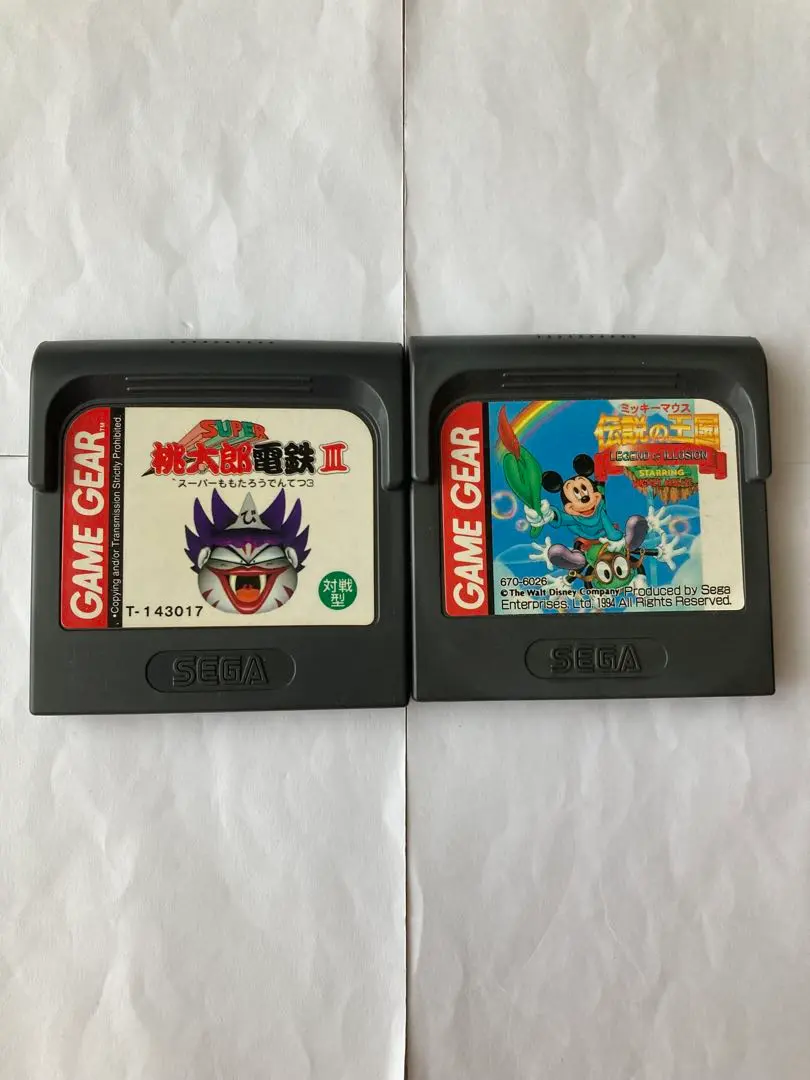 GAME GEAR™
•Copying and/or Transmission Strictly Prohibited.
SUPER
桃太郎電鉄III
スーパーももたろうでんてつ3
び
対戦
型
T-143017
SEGA
GAME GEAR
ミッキーマウス
伝説の王国
LEGEND of ILLUSION
STARRING
670-6026
©The Walt Disney Company Produced by Sega
Enterprises, Ltd. 1994 All Rights Reserved.
SEGA